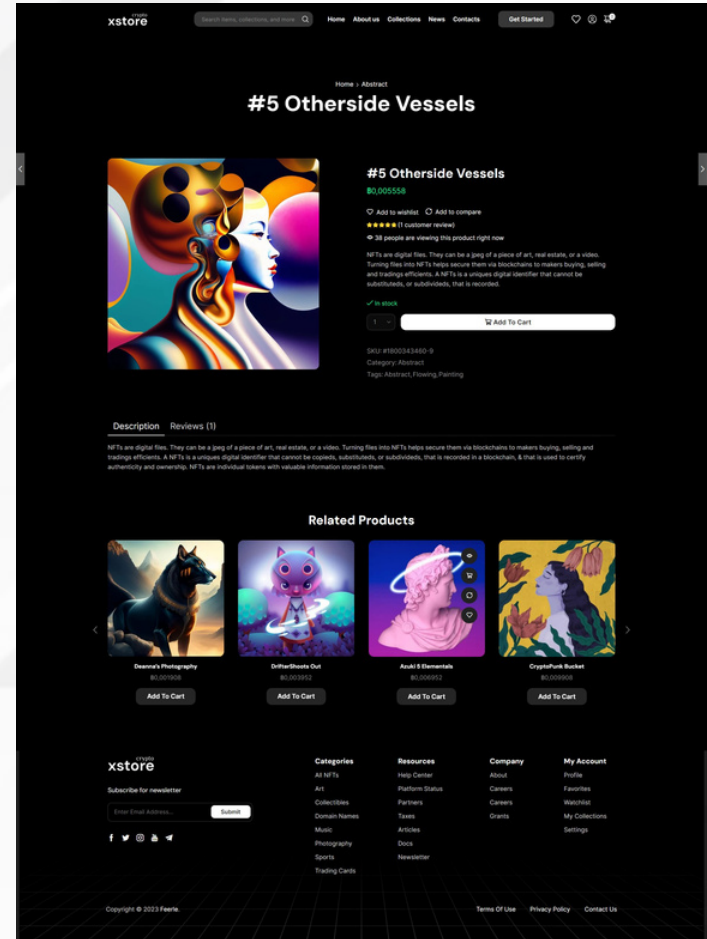 crypto
xstore
Search items, collections, and more
Home About us Collections News Contacts
Get Started
Home › Abstract
#5 Otherside Vessels
#5 Otherside Vessels
฿0,005558
Add to wishlist Add to compare
(1 customer review)
38 people are viewing this product right now
NFTs are digital files. They can be a jpeg of a piece of art, real estate, or a video.
Turning files into NFTs helps secure them via blockchains to makers buying, selling
and tradings efficients. A NFTs is a uniques digital identifier that cannot be
substituteds, or subdivideds, that is recorded.
In stock
1
Add To Cart
SKU: #1800343460-9
Category: Abstract
Tags: Abstract, Flowing, Painting
Description Reviews (1)
NFTs are digital files. They can be a jpeg of a piece of art, real estate, or a video. Turning files into NFTs helps secure them via blockchains to makers buying, selling and
tradings efficients. A NFTs is a uniques digital identifier that cannot be copieds, substituteds, or subdivideds, that is recorded in a blockchain, & that is used to certify
authenticity and ownership. NFTs are individual tokens with valuable information stored in them.
Related Products
Deanna's Photography
฿0,001908
Add To Cart
DrifterShoots Out
฿0,003952
Add To Cart
Azuki 5 Elementals
฿0,006952
Add To Cart
CryptoPunk Bucket
฿0,009908
Add To Cart
crypto
xstore
Subscribe for newsletter
Enter Email Address... Submit
Categories
All NFTs
Art
Collectibles
Domain Names
Music
Photography
Sports
Trading Cards
Resources
Help Center
Platform Status
Partners
Taxes
Articles
Docs
Newsletter
Company
About
Careers
Careers
Grants
My Account
Profile
Favorites
Watchlist
My Collections
Settings
Copyright © 2023 Feerie.
Terms Of Use Privacy Policy Contact Us